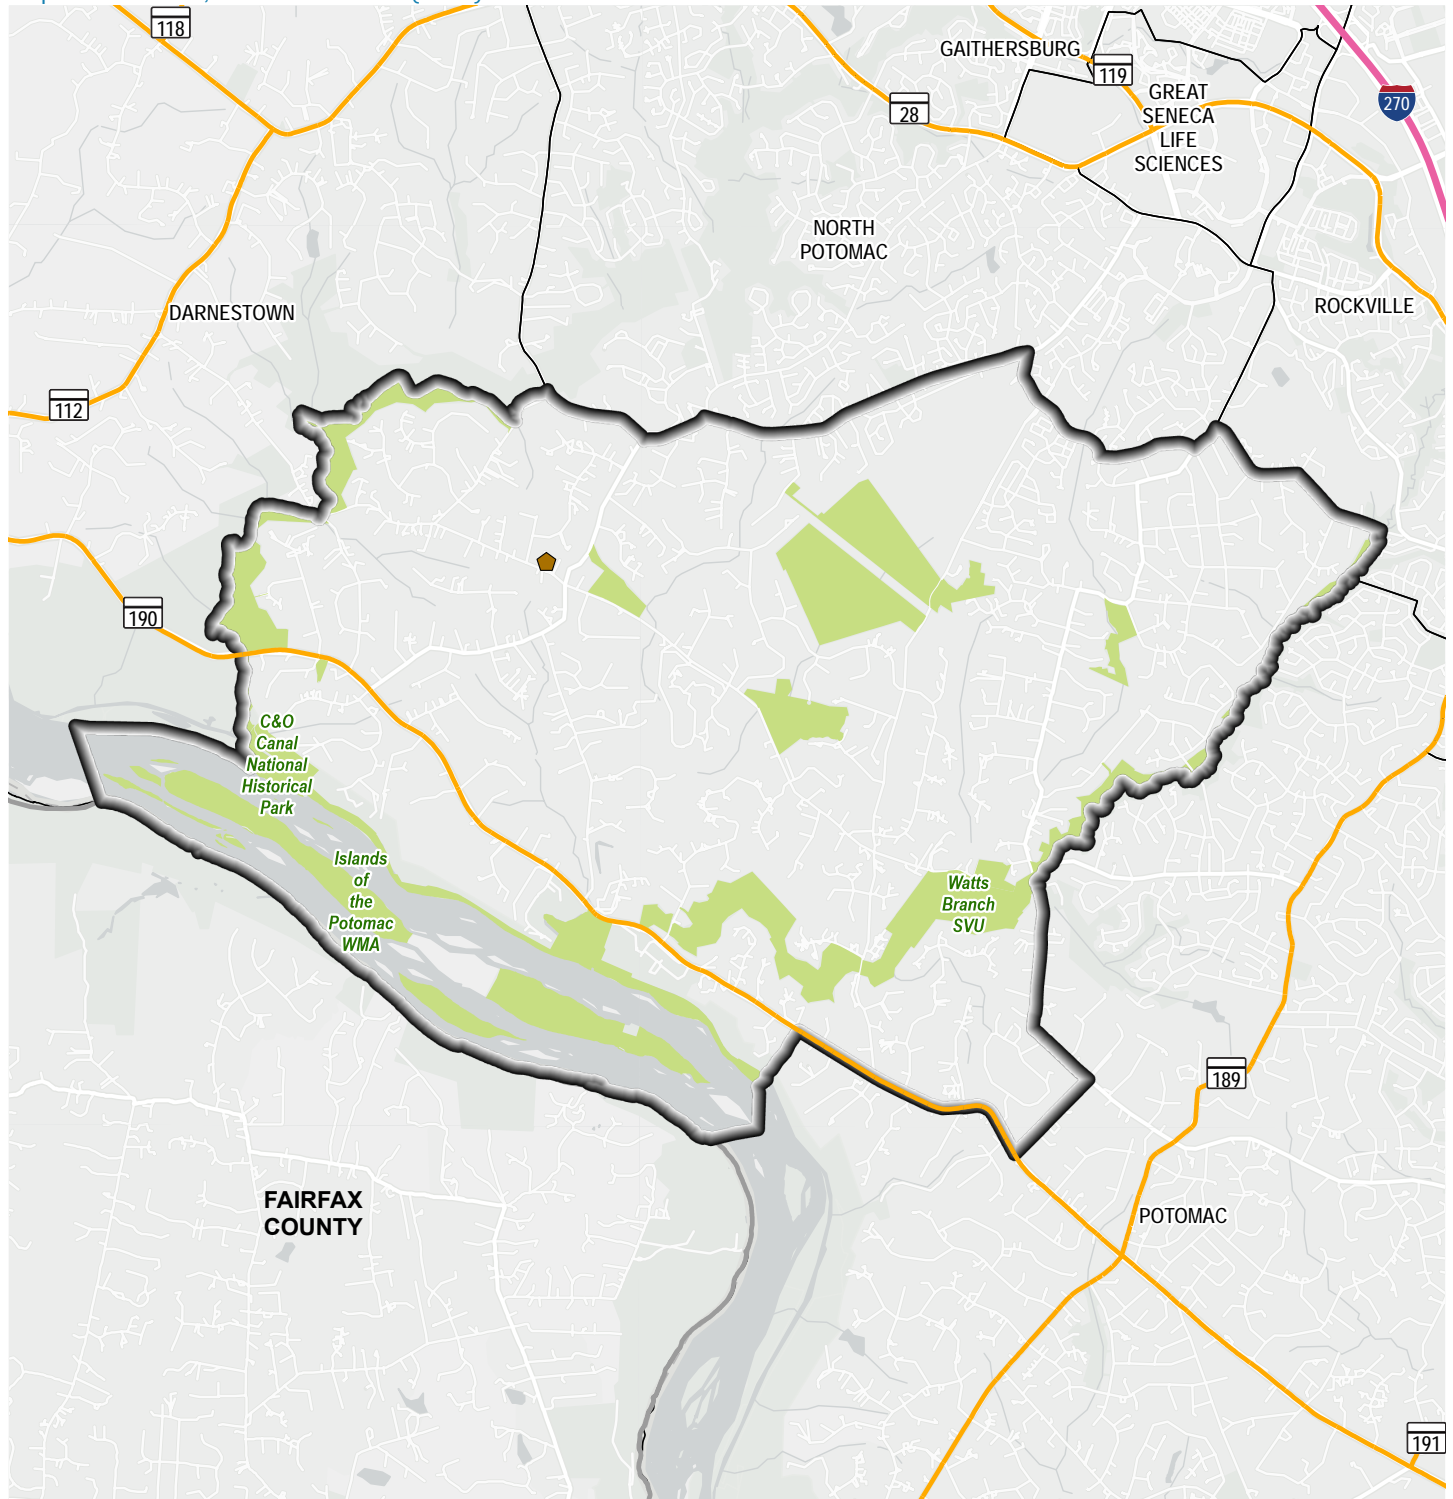 118
GAITHERSBURG
119
GREAT
SENECA
LIFE
SCIENCES
28
270
NORTH
POTOMAC
DARNESTOWN
ROCKVILLE
112
190
C&O
Canal
National
Historical
Park
Islands
of
the
Potomac
WMA
Watts
Branch
SVU
189
FAIRFAX
COUNTY
POTOMAC
191